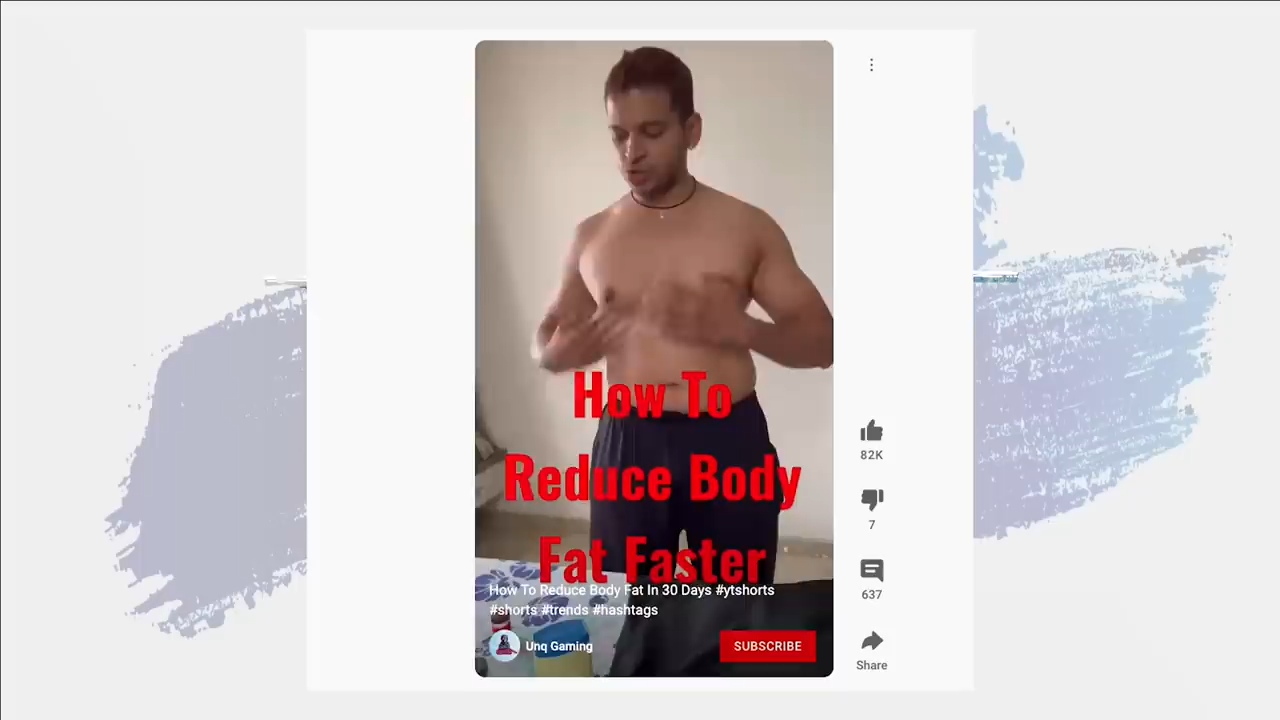 How To
Reduce Body
Fat Faster
How To Reduce Body Fat In 30 Days #ytshorts
#shorts #trends #hashtags
Unq Gaming
SUBSCRIBE
82K
7
637
Share